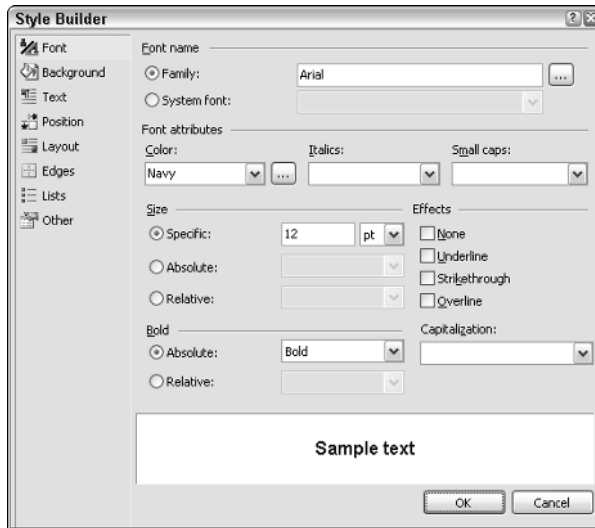 Style Builder
Font
Background
Text
Position
Layout
Edges
Lists
Other
Font name
Family:
Arial
...
System font:
Font attributes
Color:
Italics:
Small caps:
Navy
...
Size
Specific:
12
pt
Absolute:
Relative:
Effects
None
Underline
Strikethrough
Overline
Bold
Absolute:
Bold
Relative:
Capitalization:
Sample text
OK
Cancel